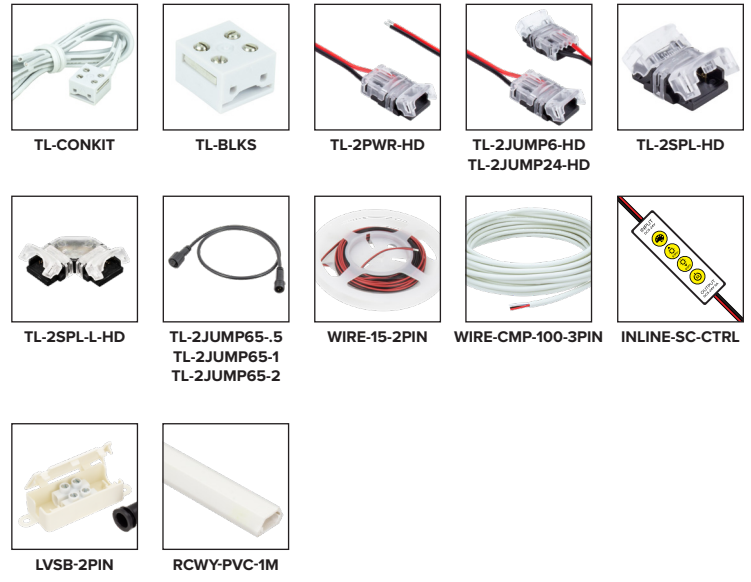 TL-CONKIT
TL-BLKS
TL-2PWR-HD
TL-2JUMP6-HD
TL-2JUMP24-HD
TL-2SPL-HD
TL-2SPL-L-HD
TL-2JUMP65-.5
TL-2JUMP65-1
TL-2JUMP65-2
WIRE-15-2PIN
WIRE-CMP-100-3PIN
INPUT
OUTPUT
INLINE-SC-CTRL
LVSB-2PIN
RCWY-PVC-1M